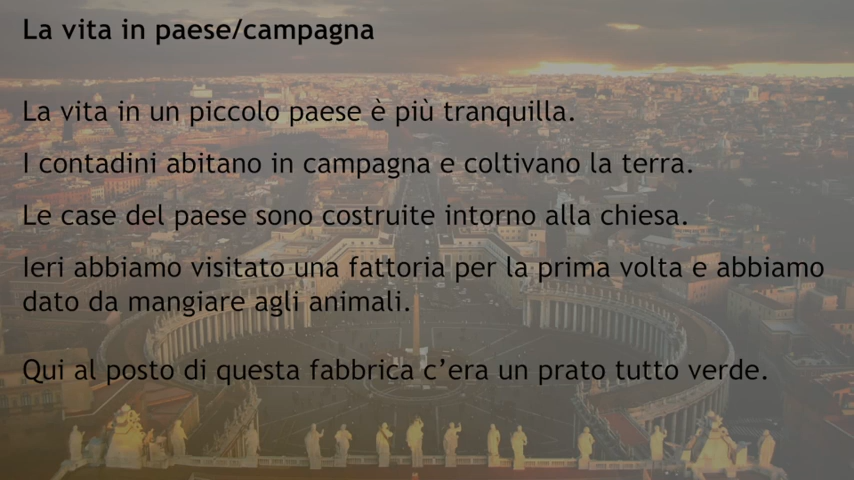 La vita in paese/campagna
La vita in un piccolo paese è più tranquilla.
I contadini abitano in campagna e coltivano la terra.
Le case del paese sono costruite intorno alla chiesa.
Ieri abbiamo visitato una fattoria per la prima volta e abbiamo
dato da mangiare agli animali.
Qui al posto di questa fabbrica c’era un prato tutto verde.